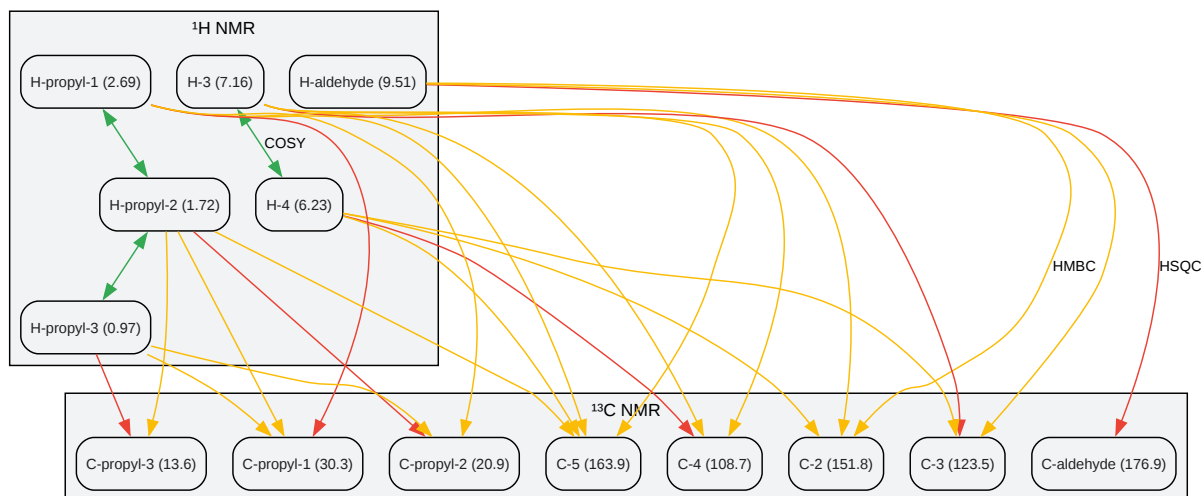 ¹H NMR
H-propyl-1 (2.69)
H-3 (7.16)
H-aldehyde (9.51)
COSY
H-propyl-2 (1.72)
H-4 (6.23)
HMBC
HSQC
H-propyl-3 (0.97)
¹³C NMR
C-propyl-3 (13.6)
C-propyl-1 (30.3)
C-propyl-2 (20.9)
C-5 (163.9)
C-4 (108.7)
C-2 (151.8)
C-3 (123.5)
C-aldehyde (176.9)